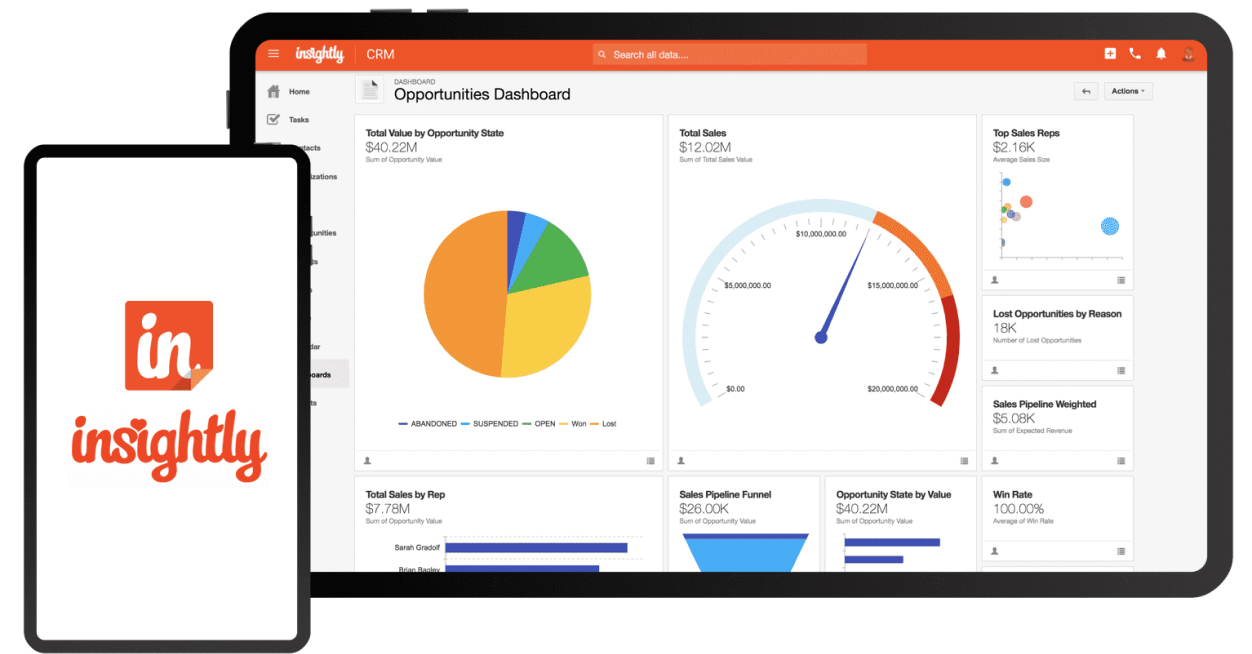 insightly
CRM
Search all data....
Home
Tasks
DASHBOARD
Opportunities Dashboard
Actions
Total Value by Opportunity State
$40.22M
Sum of Opportunity Value
ABANDONED SUSPENDED OPEN Won Lost
Total Sales
$12.02M
Sum of Total Sales Value
$10,000,000.00
$5,000,000.00
$15,000,000.00
$0.00
$20,000,000.00
Top Sales Reps
$2.16K
Average Sales Size
Lost Opportunities by Reason
18K
Number of Lost Opportunities
Sales Pipeline Weighted
$5.08K
Sum of Expected Revenue
Total Sales by Rep
$7.78M
Sum of Opportunity Value
Sarah Gradolf
Brian Bagley
Sales Pipeline Funnel
$26.00K
Sum of Opportunity Value
Opportunity State by Value
$40.22M
Sum of Opportunity Value
Win Rate
100.00%
Average of Win Rate
in
insightly